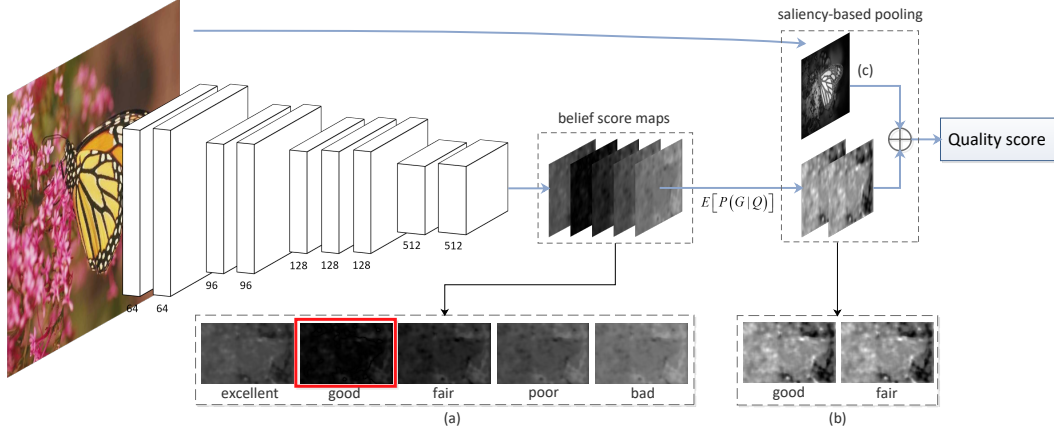 saliency-based pooling
(c)
belief score maps
Quality score
E[P(G|Q)]
64
64
96
96
128
128
128
512
512
excellent
good
fair
poor
bad
good
fair
(a)
(b)